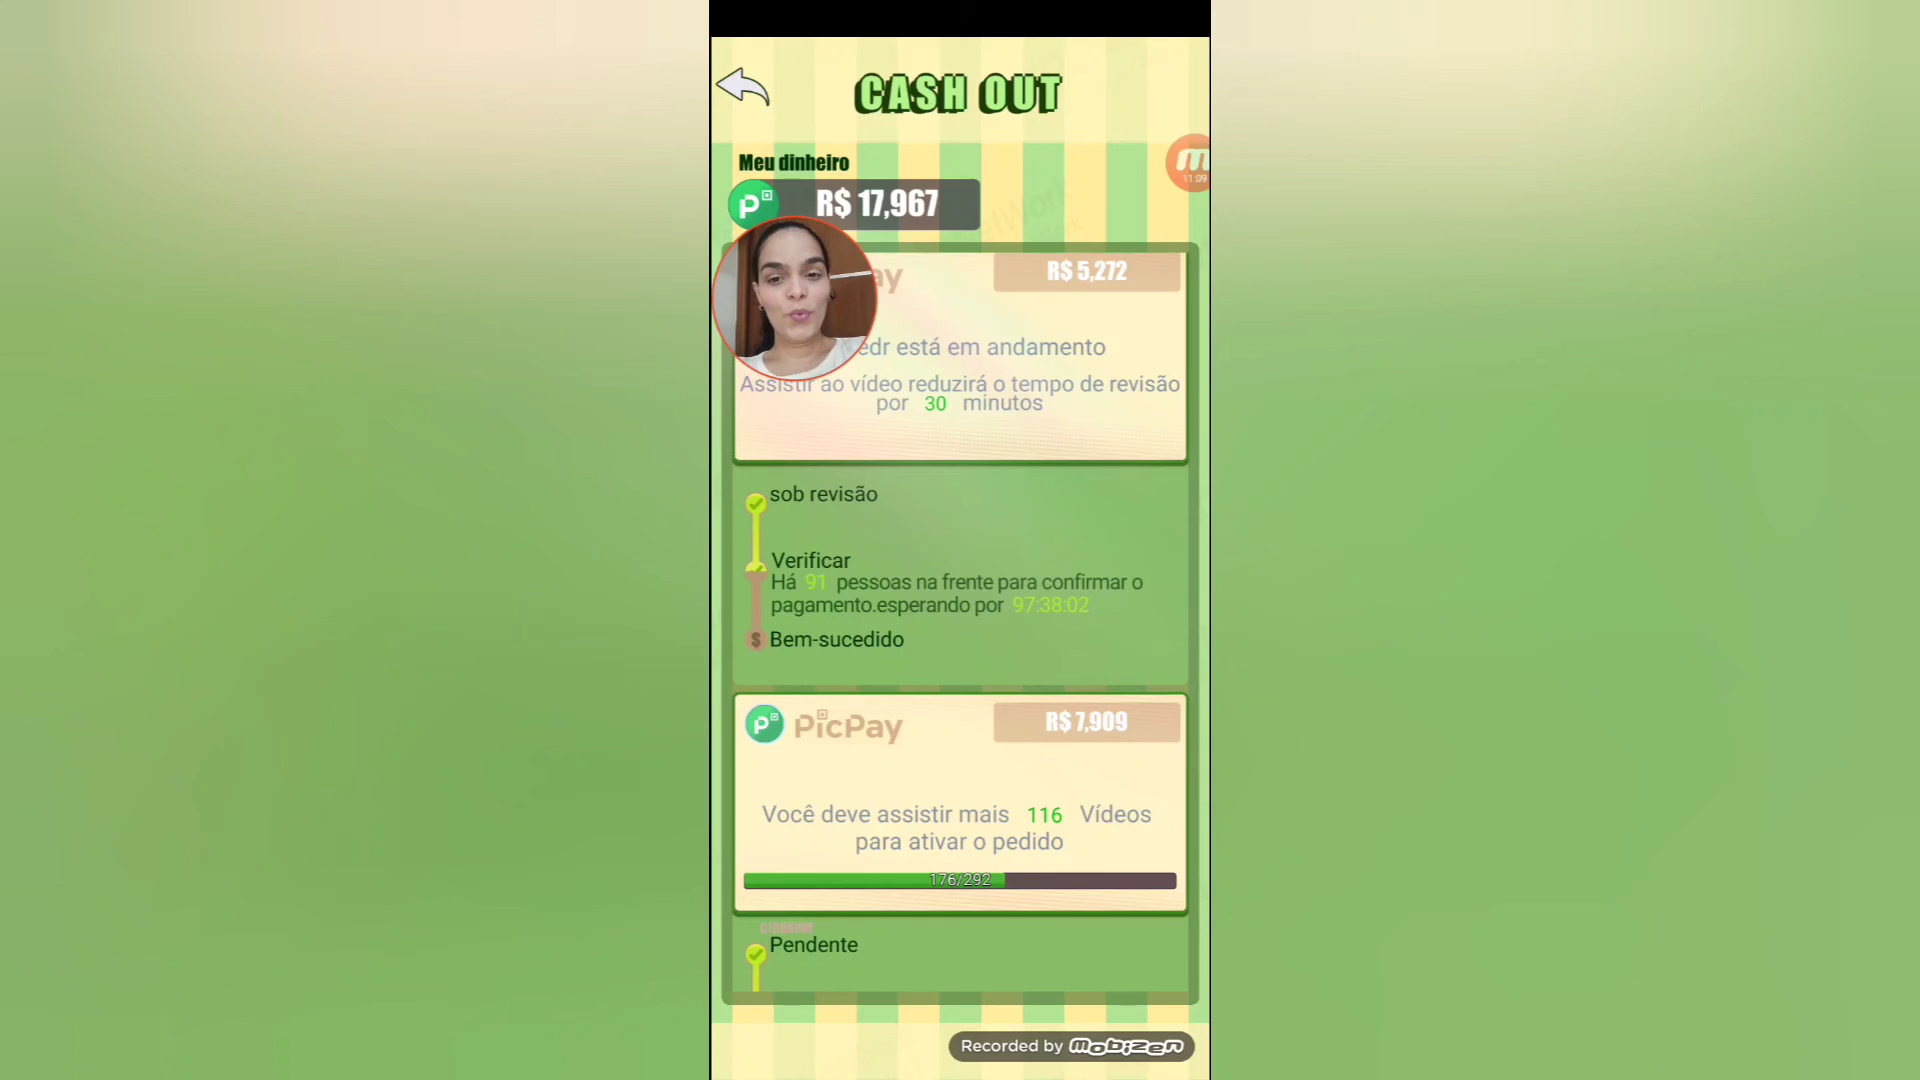 CASH OUT
Meu dinheiro
11:09
R$ 17,967
ay
R$ 5,272
edr está em andamento
Assistir ao vídeo reduzirá o tempo de revisão
por 30 minutos
sob revisão
Verificar
Há 91 pessoas na frente para confirmar o
pagamento.esperando por 97:38:02
Bem-sucedido
PicPay
R$ 7,909
Você deve assistir mais 116 Vídeos
para ativar o pedido
176/292
Pendente
Recorded by mobizen